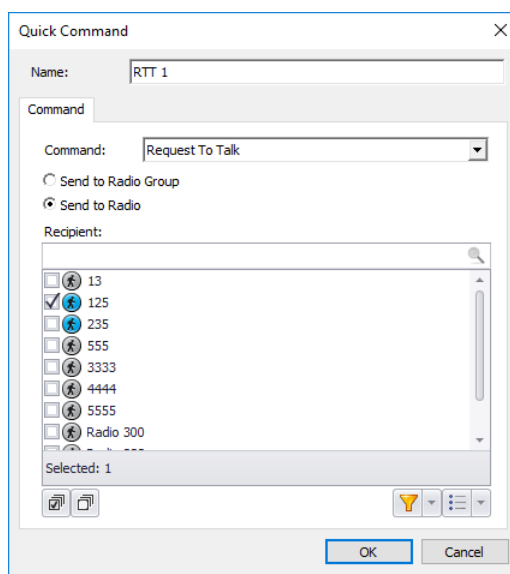 Quick Command
Name: RTT 1
Command
Command: Request To Talk
Send to Radio Group
Send to Radio
Recipient:
13
125
235
555
3333
4444
5555
Radio 300
Selected: 1
OK Cancel